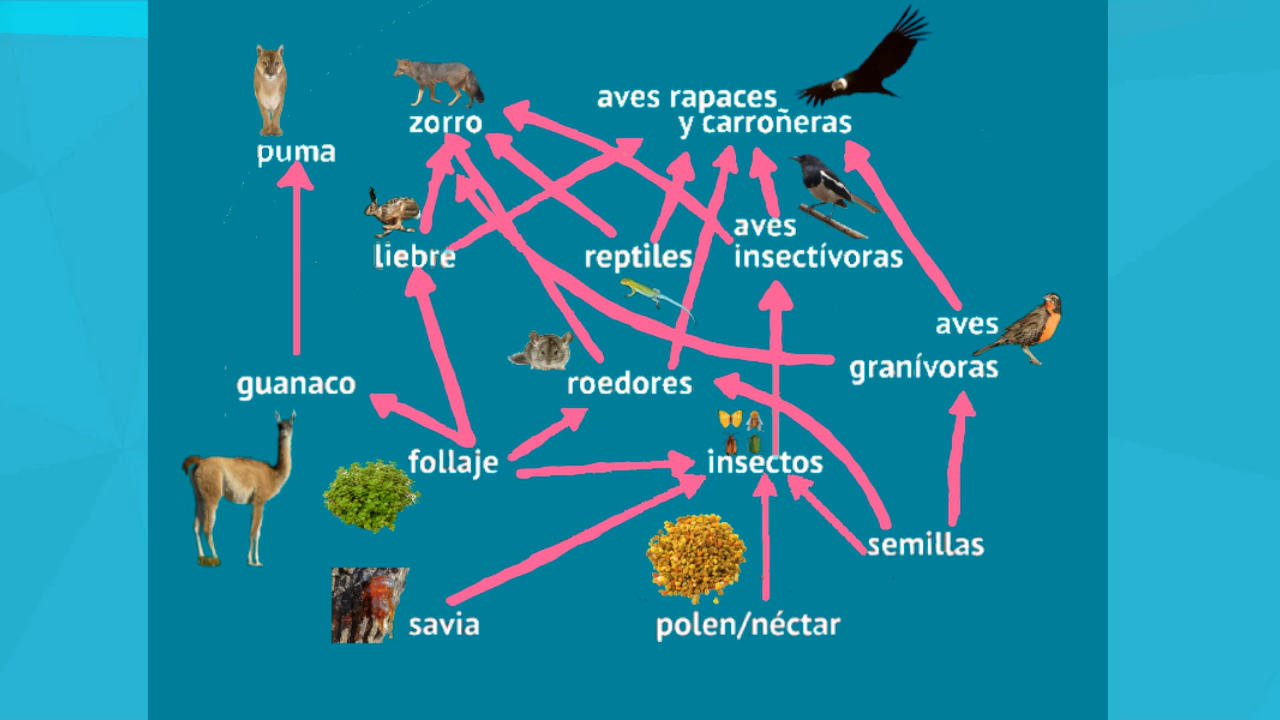 aves rapaces
y carroñeras
zorro
puma
aves
insectívoras
liebre
reptiles
aves
granívoras
guanaco
roedores
follaje
insectos
semillas
savia
polen/néctar